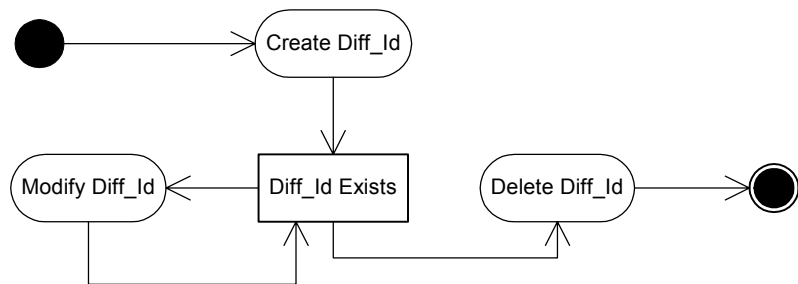 Create Diff_Id
Modify Diff_Id
Diff_Id Exists
Delete Diff_Id